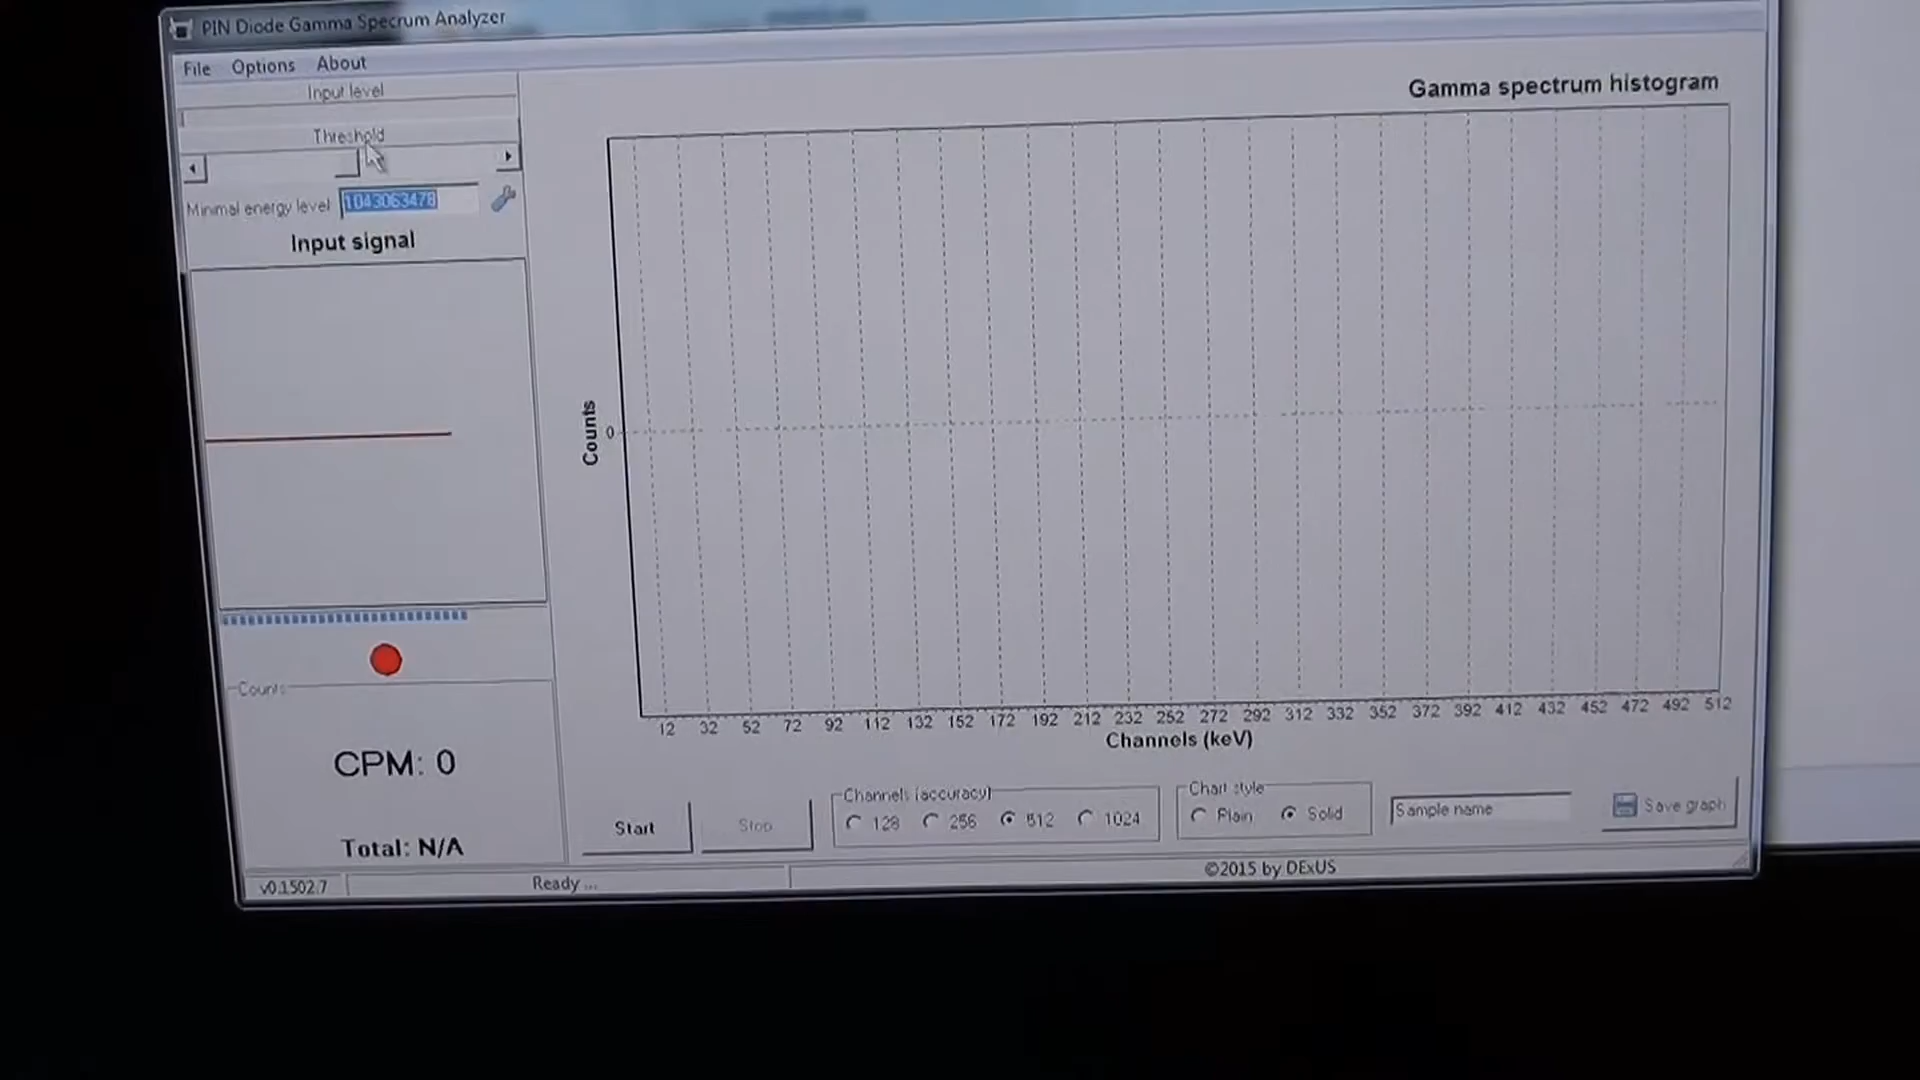 PIN Diode Gamma Specrum Analyzer
File Options About
Input level
Threshold
Minimal energy level: 1043063478
Input signal
Counts
CPM: 0
Total: N/A
Gamma spectrum histogram
Counts
0
12 32 52 72 92 112 132 152 172 192 212 232 252 272 292 312 332 352 372 392 412 432 452 472 492 512
Channels (keV)
Start Stop
Channels (accuracy)
128 256 512 1024
Chart style
Plain Solid
Sample name
Save graph
v0.1502.7 Ready ... ©2015 by DExUS